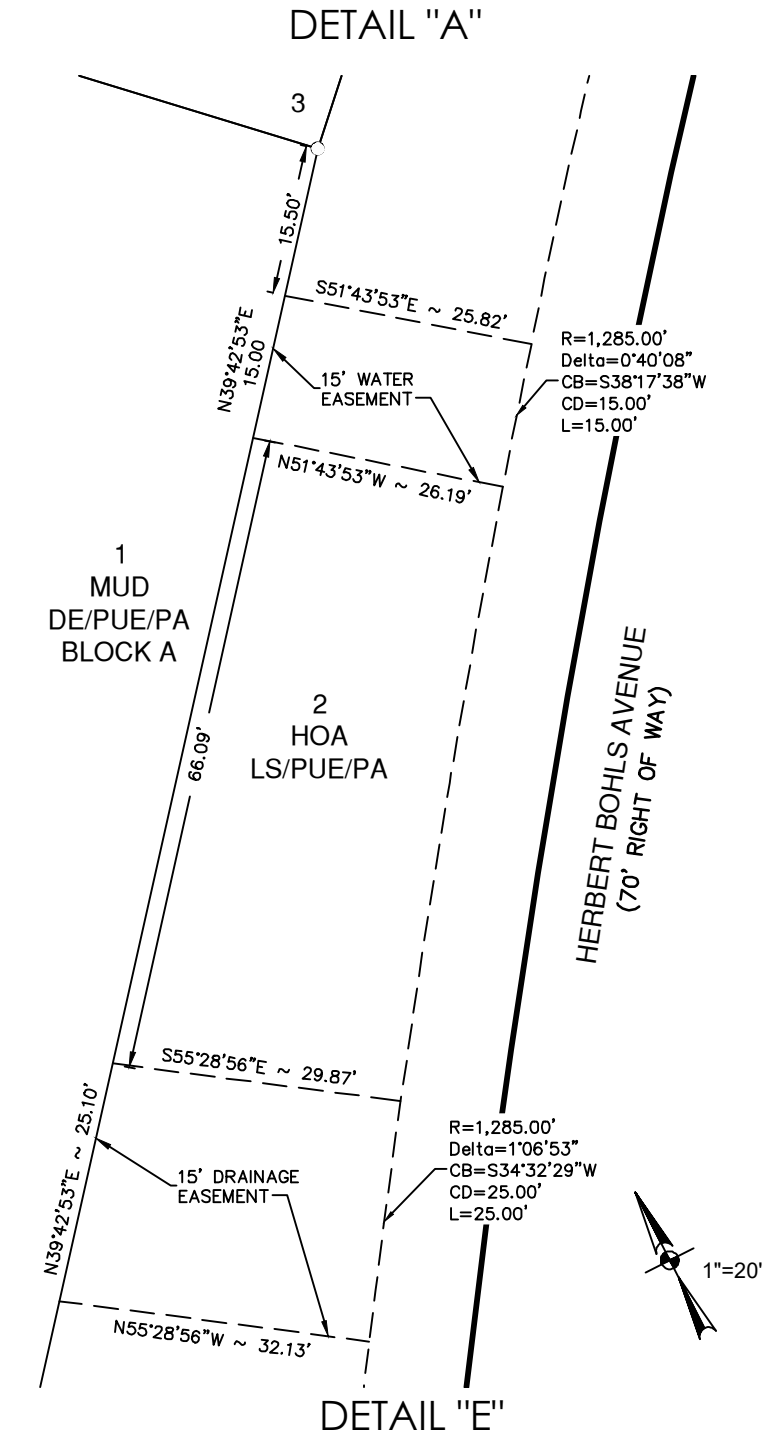 DETAIL "A"
3
15.50'
S51°43'53"E ~ 25.82'
N39°42'53"E
15.00
R=1,285.00'
Delta=0°40'08"
CB=S38°17'38"W
CD=15.00'
L=15.00'
15' WATER
EASEMENT
N51°43'53"W ~ 26.19'
1
MUD
DE/PUE/PA
BLOCK A
2
HOA
LS/PUE/PA
66.09'
HERBERT BOHLS AVENUE
(70' RIGHT OF WAY)
S55°28'56"E ~ 29.87'
N39°42'53"E ~ 25.10'
R=1,285.00'
Delta=1°06'53"
CB=S34°32'29"W
CD=25.00'
L=25.00'
15' DRAINAGE
EASEMENT
1"=20'
N55°28'56"W ~ 32.13'
DETAIL "E"